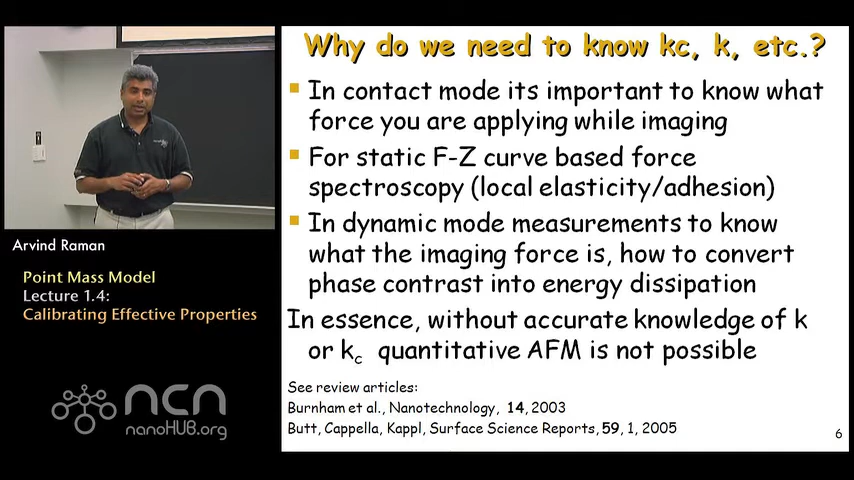 Why do we need to know kc, k, etc.?
In contact mode its important to know what
force you are applying while imaging
For static F-Z curve based force
spectroscopy (local elasticity/adhesion)
In dynamic mode measurements to know
what the imaging force is, how to convert
phase contrast into energy dissipation
In essence, without accurate knowledge of k
or kc quantitative AFM is not possible
See review articles:
Burnham et al., Nanotechnology, 14, 2003
Butt, Cappella, Kappl, Surface Science Reports, 59, 1, 2005
6
Arvind Raman
Point Mass Model
Lecture 1.4:
Calibrating Effective Properties
ncn
nanoHUB.org